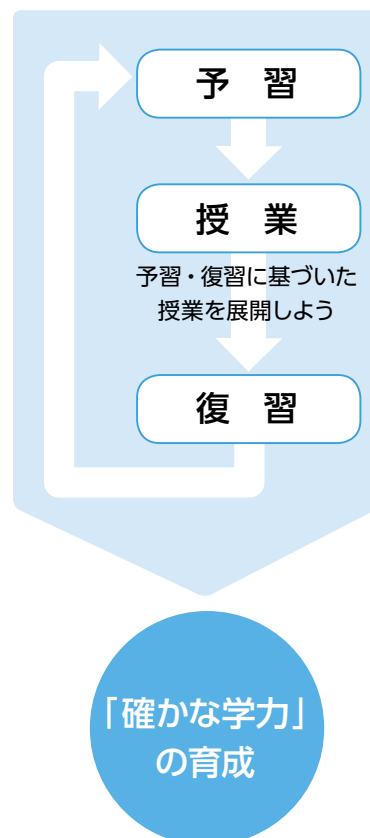 予　習
授　業
予習・復習に基づいた
授業を展開しよう
復　習
「確かな学力」
の育成